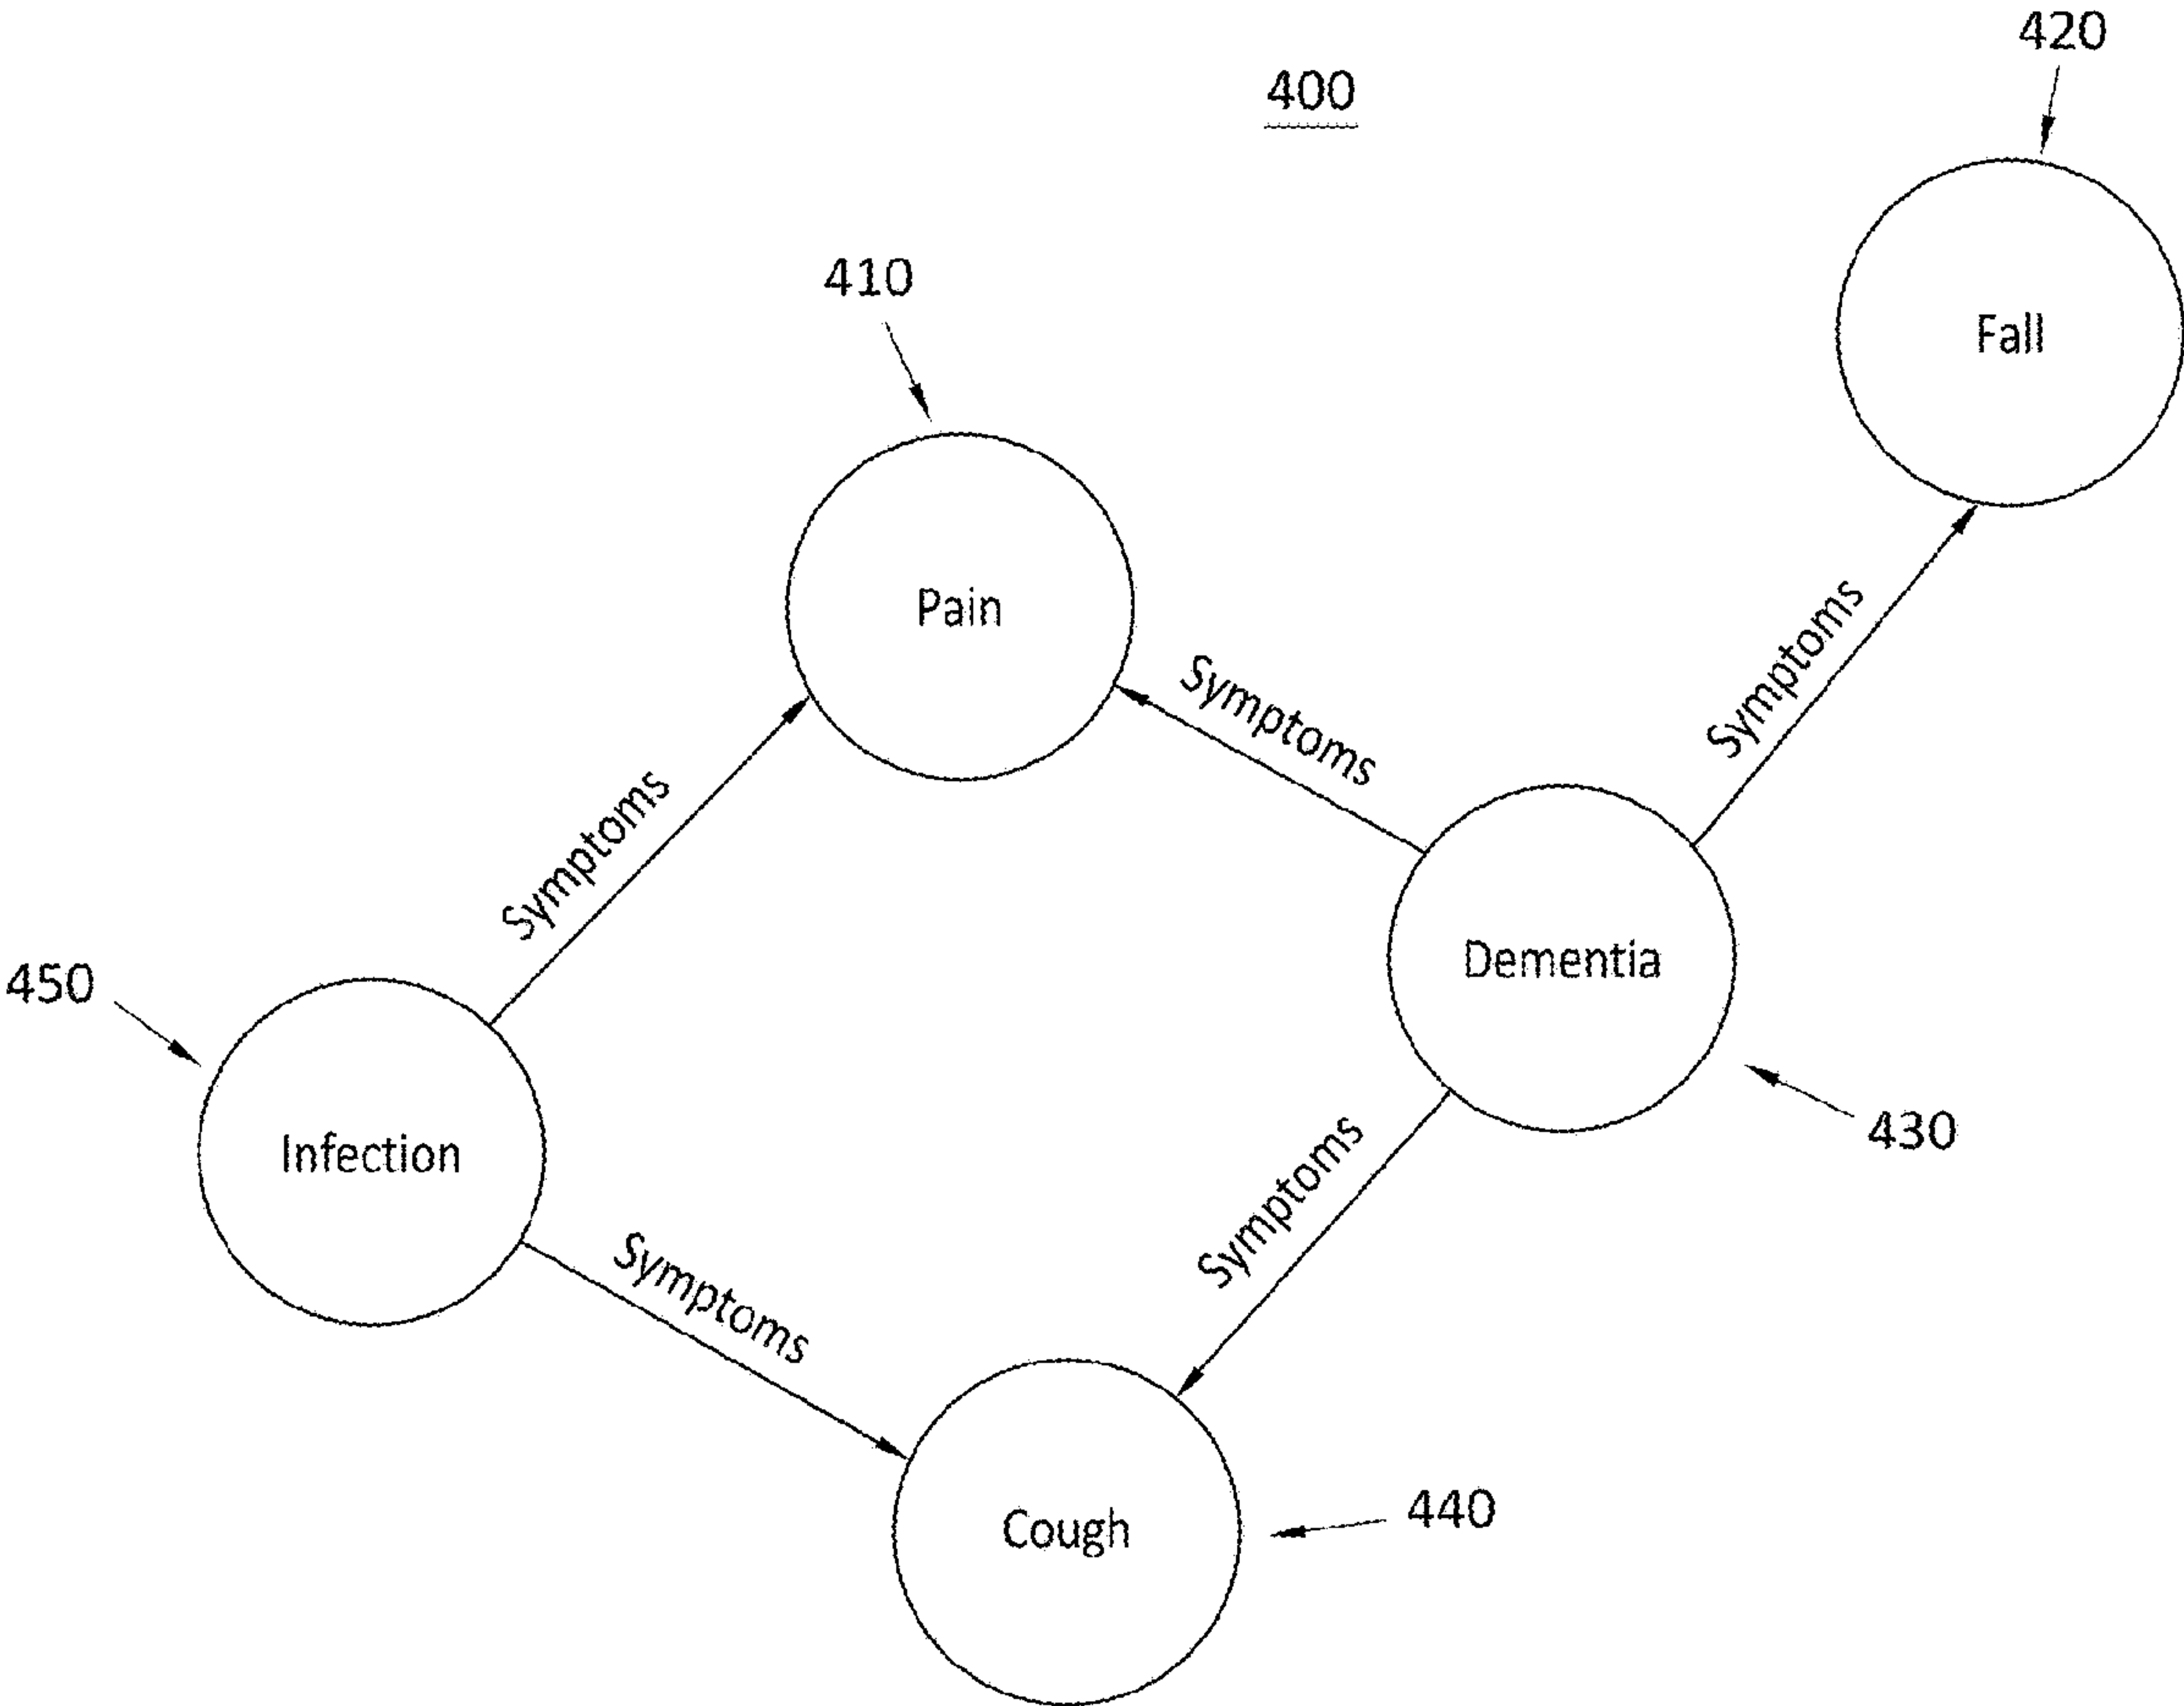 420
400
410
Fall
Pain
Symptoms
Symptoms
Symptoms
450
Dementia
430
Infection
Symptoms
Symptoms
440
Cough